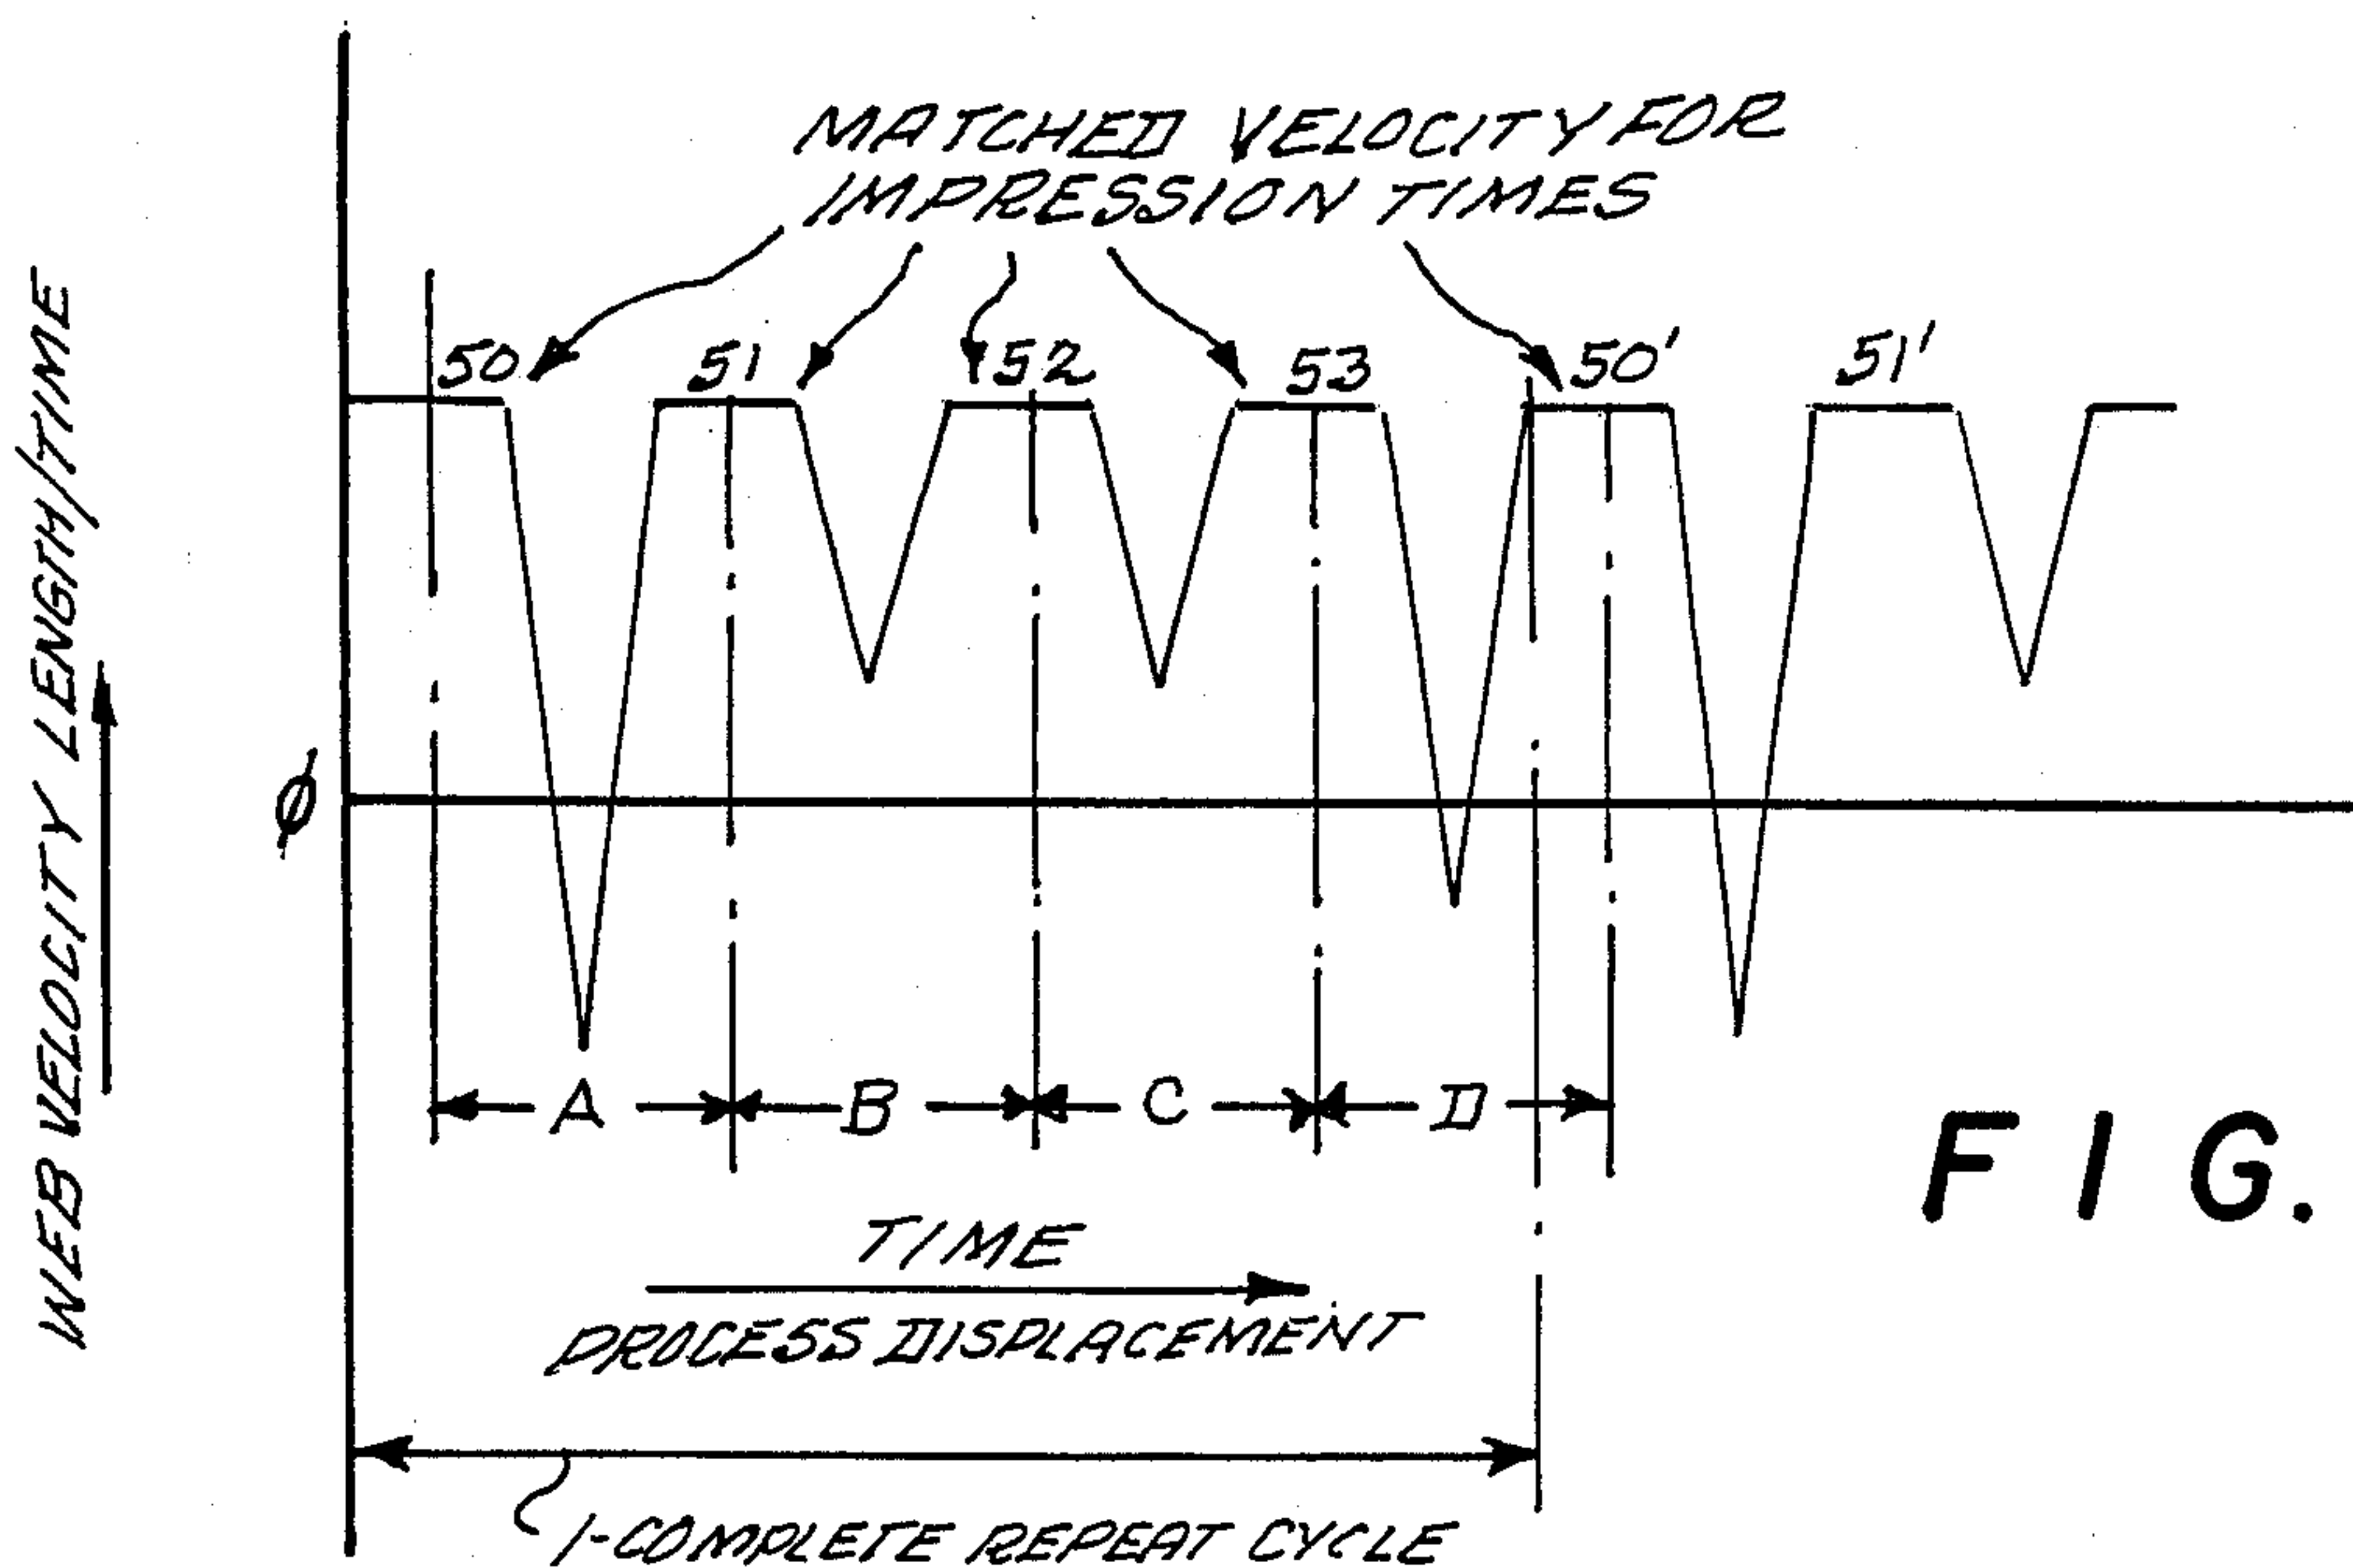 MATCHED VELOCITY FOR
IMPRESSION TIMES
50 51 52 53 50' 51'
WEB VELOCITY LENGTH/TIME
Ø
A B C D
TIME
PROCESS DISPLACEMENT
1-COMPLETE REPEAT CYCLE
FIG.